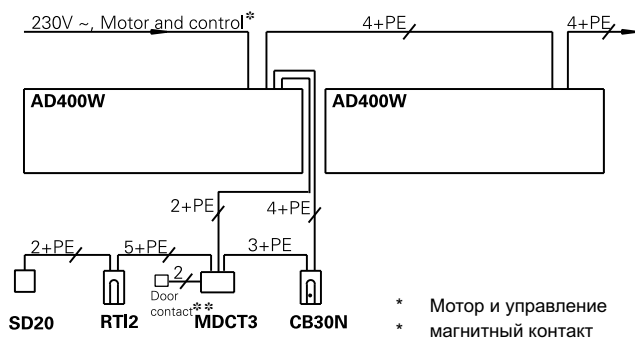 230V ~, Motor and control*
4+PE
4+PE
AD400W
AD400W
2+PE
4+PE
2+PE
5+PE
3+PE
2
Door
contact**
SD20
RTI2
MDCT3
CB30N
* Мотор и управление
* магнитный контакт